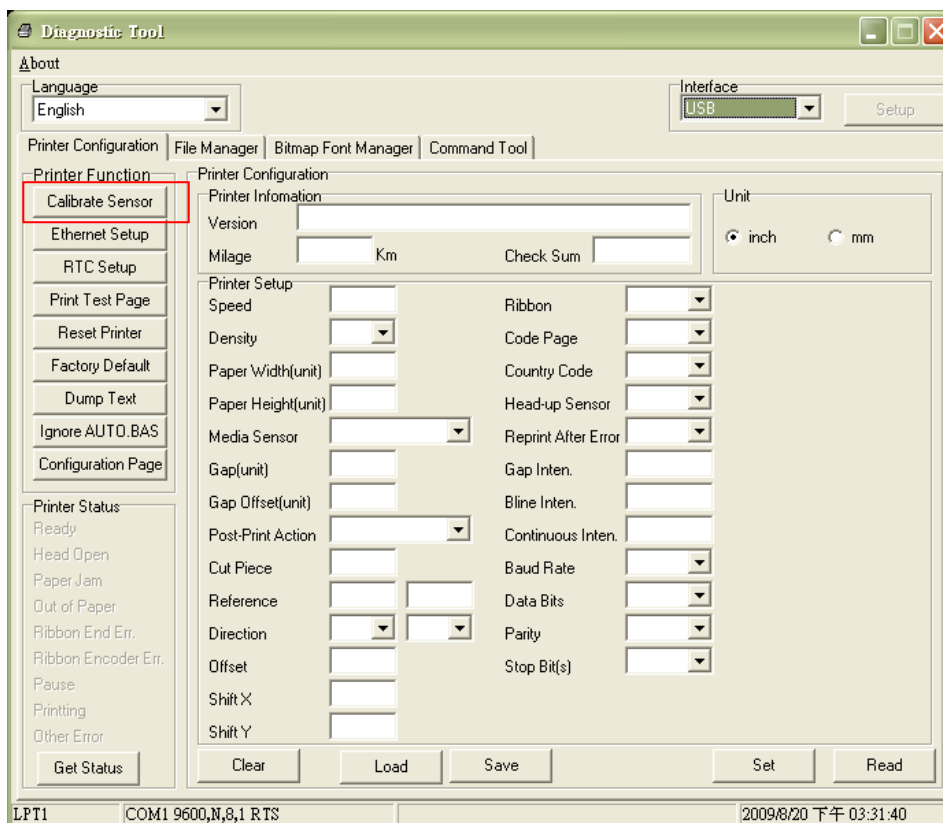 Diagnostic Tool
About
Language
English
Interface
USB
Setup
Printer Configuration
File Manager
Bitmap Font Manager
Command Tool
Printer Function
Calibrate Sensor
Ethernet Setup
RTC Setup
Print Test Page
Reset Printer
Factory Default
Dump Text
Ignore AUTO.BAS
Configuration Page
Printer Status
Ready
Head Open
Paper Jam
Out of Paper
Ribbon End Err.
Ribbon Encoder Err.
Pause
Printting
Other Error
Get Status
Printer Configuration
Printer Infomation
Version
Milage
Km
Check Sum
Unit
inch
mm
Printer Setup
Speed
Density
Paper Width(unit)
Paper Height(unit)
Media Sensor
Gap(unit)
Gap Offset(unit)
Post-Print Action
Cut Piece
Reference
Direction
Offset
Shift X
Shift Y
Ribbon
Code Page
Country Code
Head-up Sensor
Reprint After Error
Gap Inten.
Bline Inten.
Continuous Inten.
Baud Rate
Data Bits
Parity
Stop Bit(s)
Clear
Load
Save
Set
Read
LPT1
COM1 9600,N,8,1 RTS
2009/8/20 下午 03:31:40